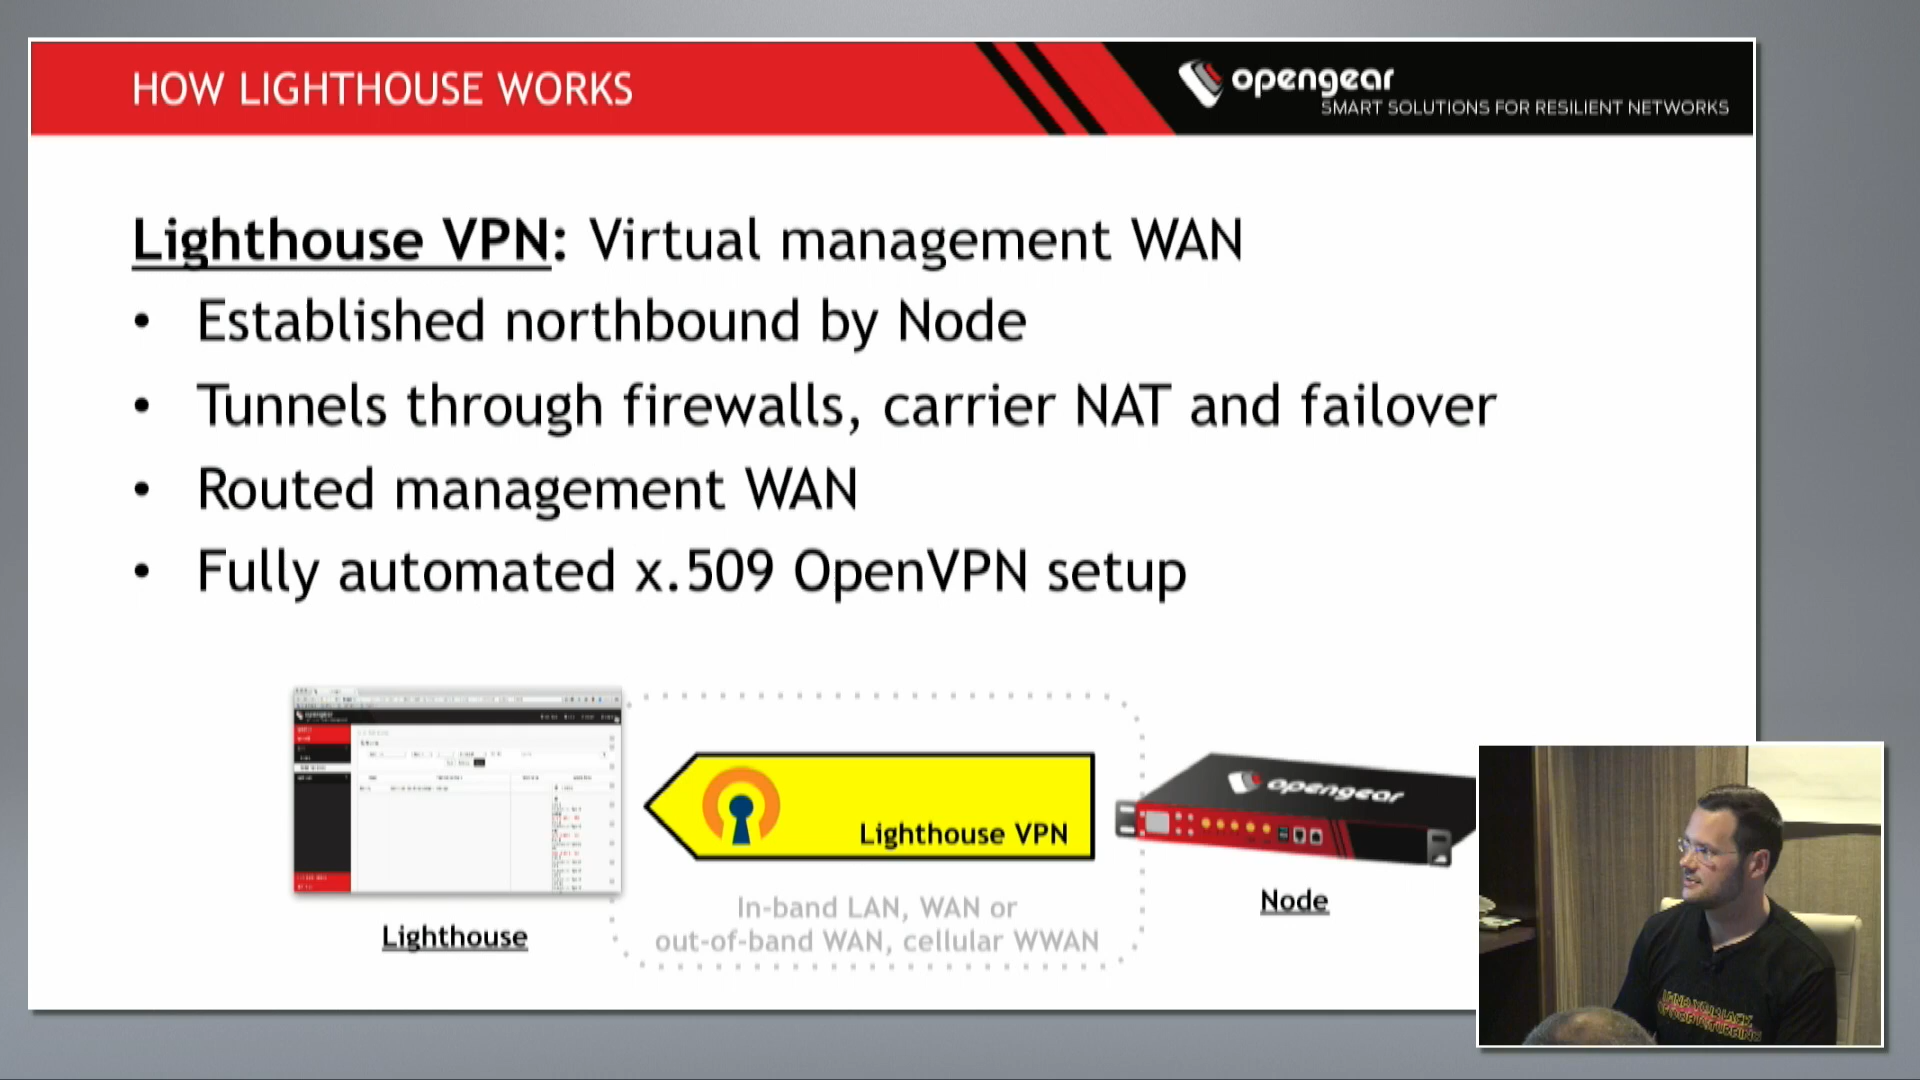 HOW LIGHTHOUSE WORKS
opengear
SMART SOLUTIONS FOR RESILIENT NETWORKS
Lighthouse VPN: Virtual management WAN
• Established northbound by Node
• Tunnels through firewalls, carrier NAT and failover
• Routed management WAN
• Fully automated x.509 OpenVPN setup
Lighthouse VPN
opengear
In-band LAN, WAN or
out-of-band WAN, cellular WWAN
Lighthouse
Node